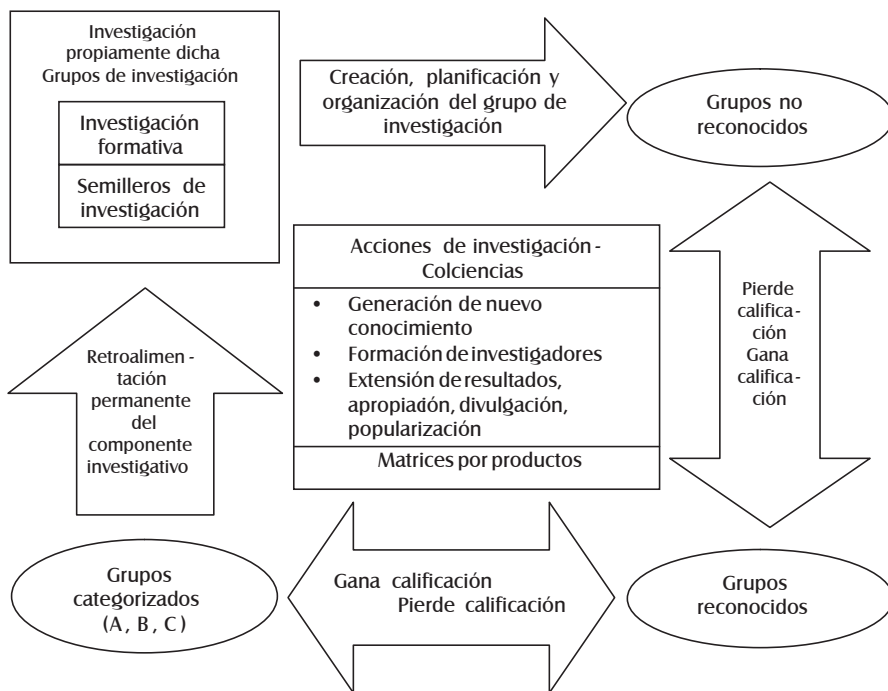 Investigación
propiamente dicha
Grupos de investigación
Investigación
formativa
Semilleros de
investigación
Creación, planificación y
organización del grupo de
investigación
Grupos no
reconocidos
Acciones de investigación -
Colciencias
• Generación de nuevo
conocimiento
• Formación de investigadores
• Extensión de resultados,
apropiación, divulgación,
popularización
Matrices por productos
Pierde
califica-
ción
Gana
califica-
ción
Retroalimen-
tación
permanente
del
componente
investigativo
Grupos
categorizados
(A, B, C)
Gana calificación
Pierde calificación
Grupos
reconocidos